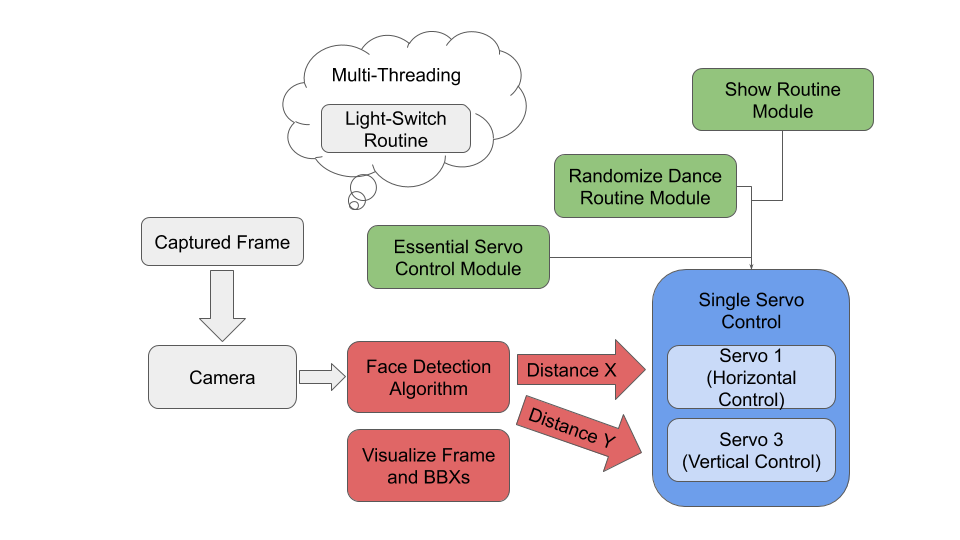 Multi-Threading
Light-Switch
Routine
Show Routine
Module
Randomize Dance
Routine Module
Essential Servo
Control Module
Captured Frame
Camera
Face Detection
Algorithm
Visualize Frame
and BBXs
Distance X
Distance Y
Single Servo
Control
Servo 1
(Horizontal
Control)
Servo 3
(Vertical Control)